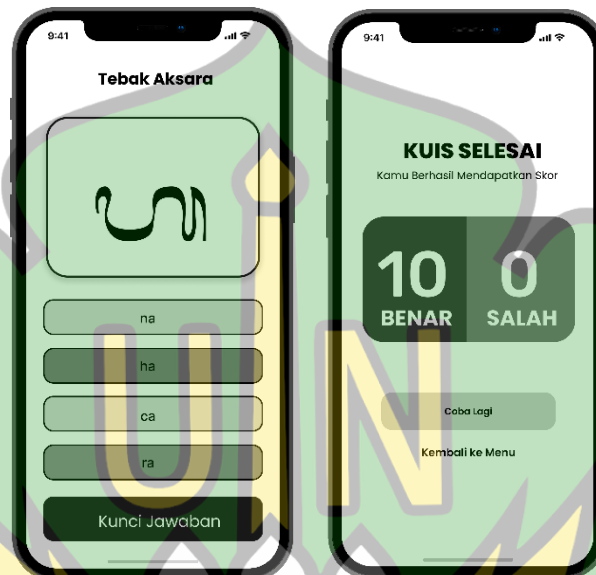 9:41
Tebak Aksara
na
ha
ca
ra
Kunci Jawaban
9:41
KUIS SELESAI
Kamu Berhasil Mendapatkan Skor
10 0
BENAR SALAH
Coba Lagi
Kembali ke Menu
UIN